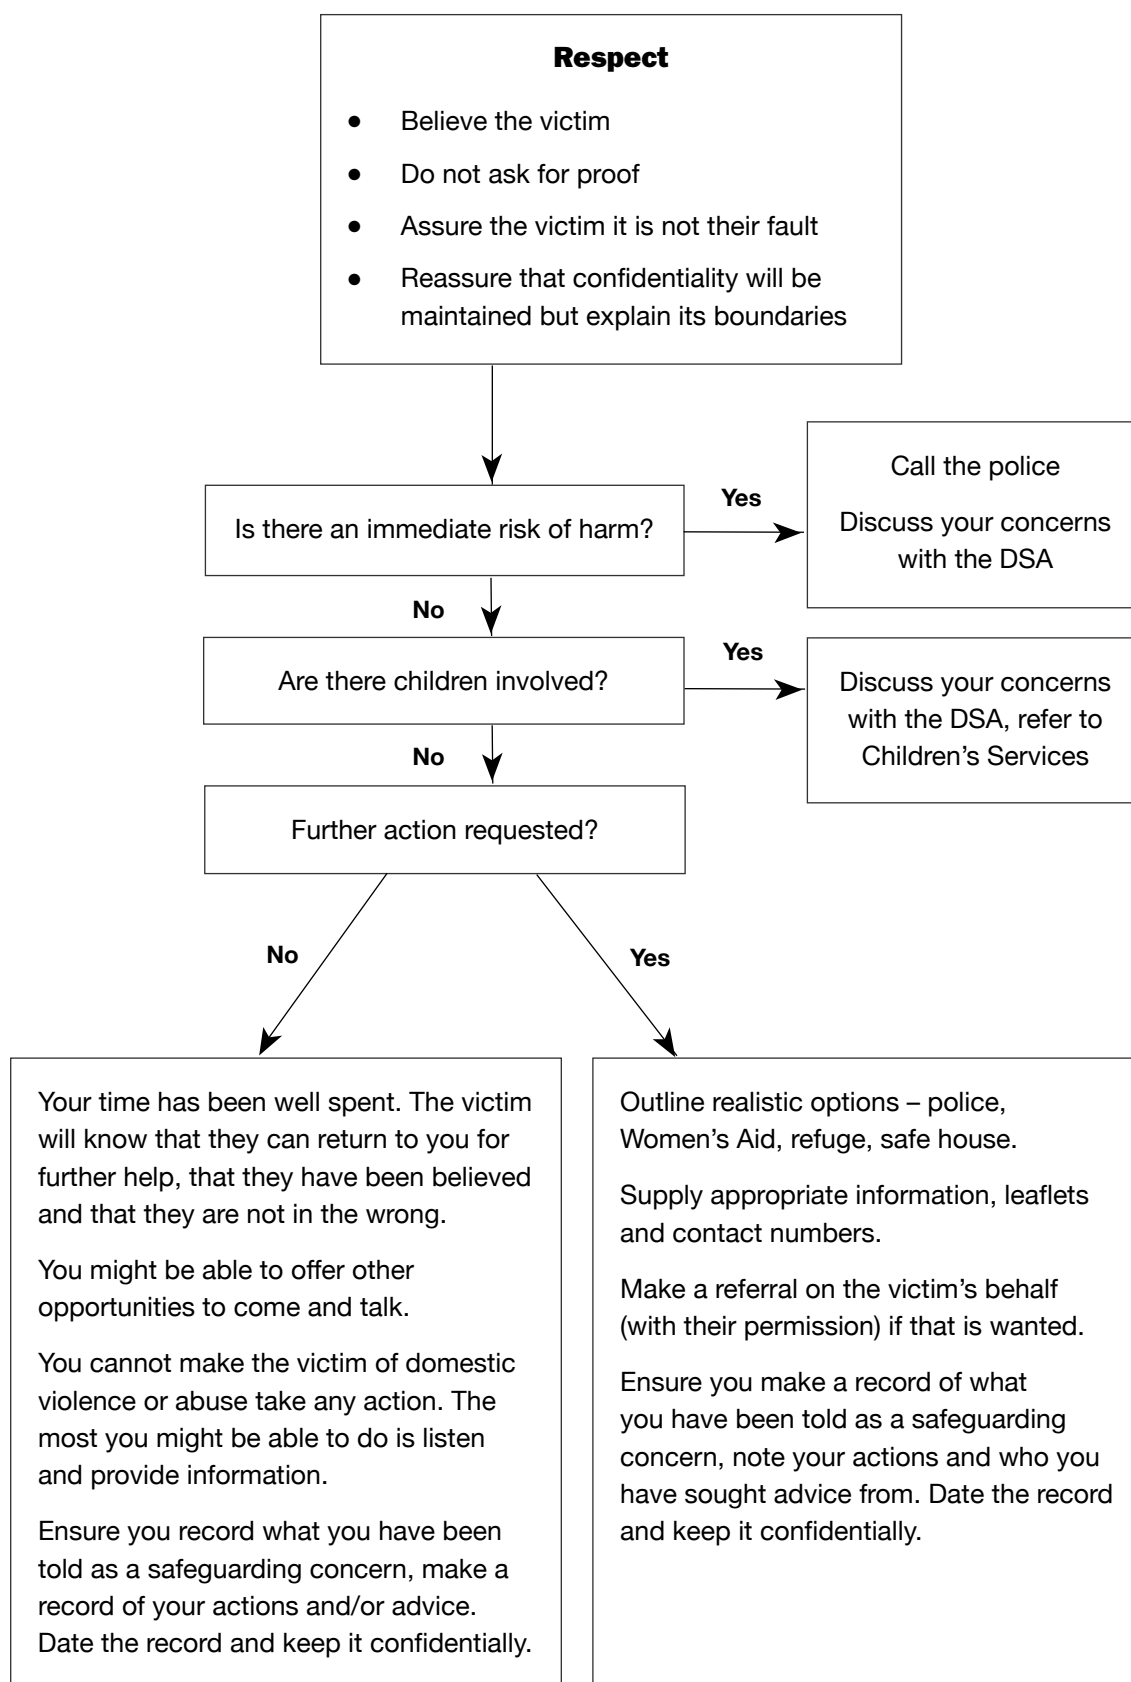 Respect
● Believe the victim
● Do not ask for proof
● Assure the victim it is not their fault
● Reassure that confidentiality will be
maintained but explain its boundaries
Is there an immediate risk of harm?
Yes
Call the police
Discuss your concerns
with the DSA
No
Are there children involved?
Yes
Discuss your concerns
with the DSA, refer to
Children’s Services
No
Further action requested?
No
Yes
Your time has been well spent. The victim
will know that they can return to you for
further help, that they have been believed
and that they are not in the wrong.
You might be able to offer other
opportunities to come and talk.
You cannot make the victim of domestic
violence or abuse take any action. The
most you might be able to do is listen
and provide information.
Ensure you record what you have been
told as a safeguarding concern, make a
record of your actions and/or advice.
Date the record and keep it confidentially.
Outline realistic options – police,
Women’s Aid, refuge, safe house.
Supply appropriate information, leaflets
and contact numbers.
Make a referral on the victim’s behalf
(with their permission) if that is wanted.
Ensure you make a record of what
you have been told as a safeguarding
concern, note your actions and who you
have sought advice from. Date the record
and keep it confidentially.